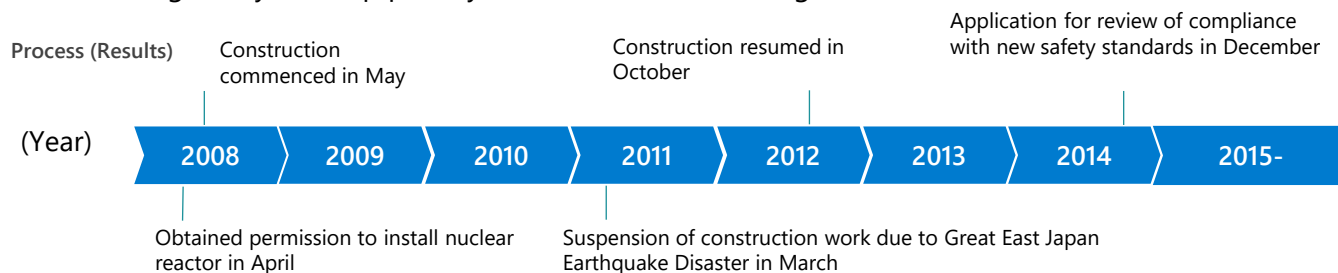 Application for review of compliance
with new safety standards in December
Process (Results)
Construction
commenced in May
Construction resumed in
October
(Year)
2008
2009
2010
2011
2012
2013
2014
2015-
Obtained permission to install nuclear
reactor in April
Suspension of construction work due to Great East Japan
Earthquake Disaster in March